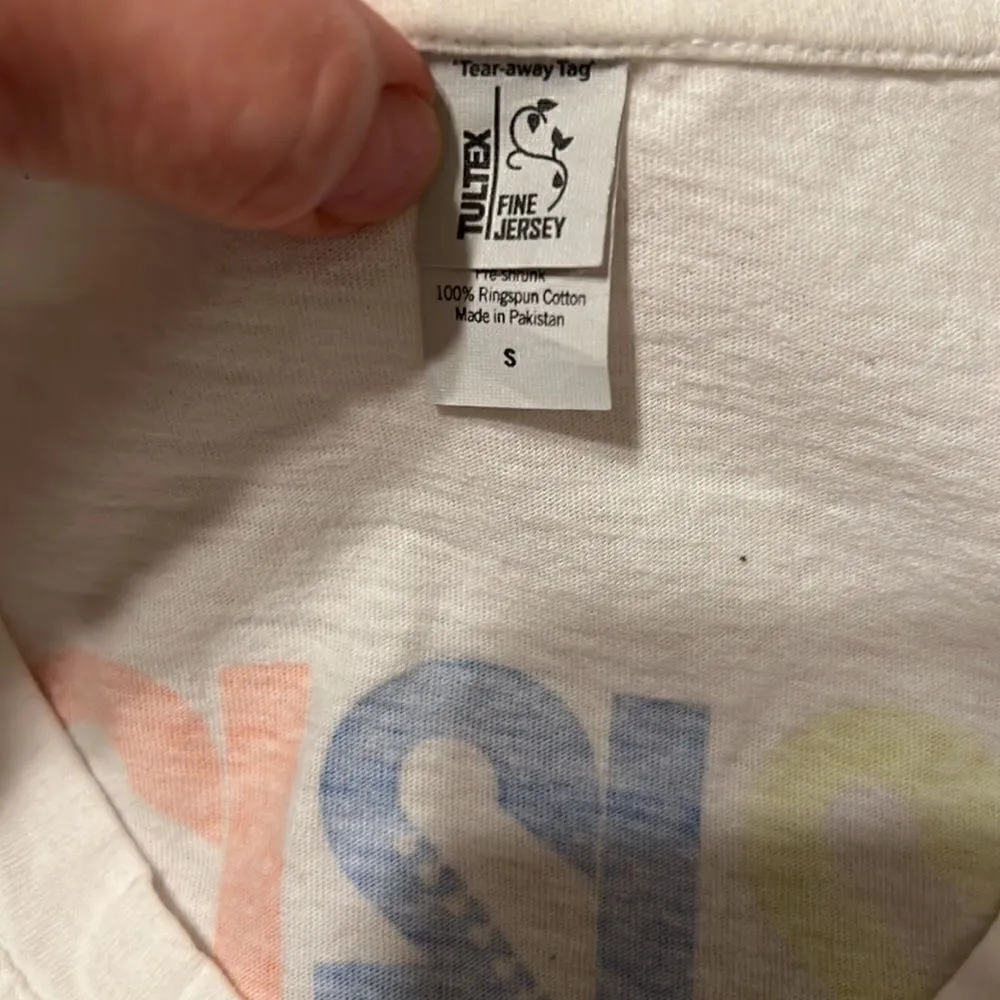 "Tear-away Tag"
TULTEX
FINE
JERSEY
Pre-shrunk
100% Ringspun Cotton
Made in Pakistan
S